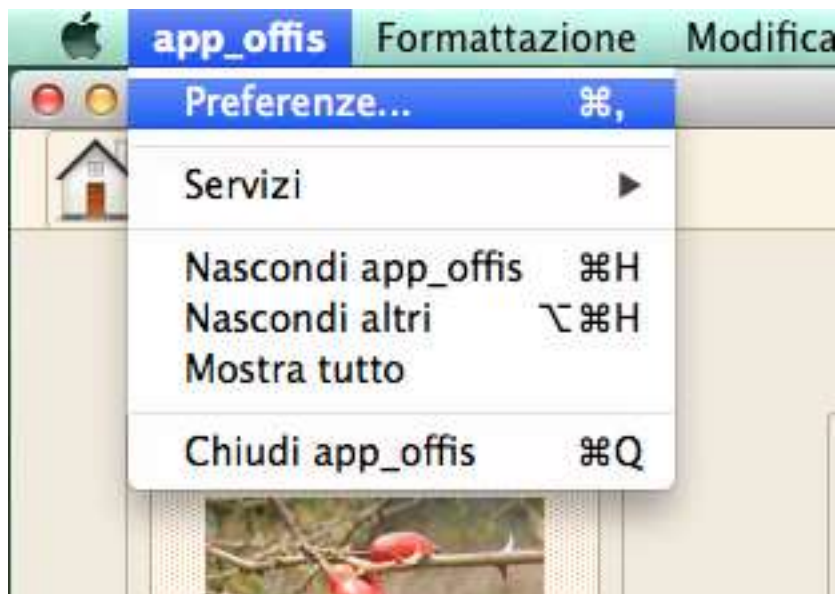 app_offis Formattazione Modifica
Preferenze... ⌘,
Servizi ▶
Nascondi app_offis ⌘H
Nascondi altri ⌥⌘H
Mostra tutto
Chiudi app_offis ⌘Q